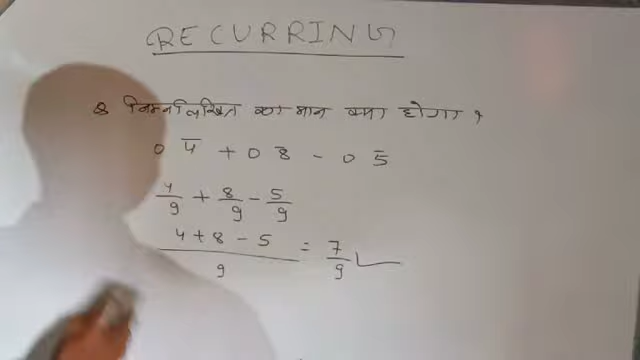 RECURRING
Q निम्नलिखित का मान क्या होगा ?
0 4̅ + 0 8̅ - 0 5̅
4/9 + 8/9 - 5/9
4 + 8 - 5 / 9 = 7/9